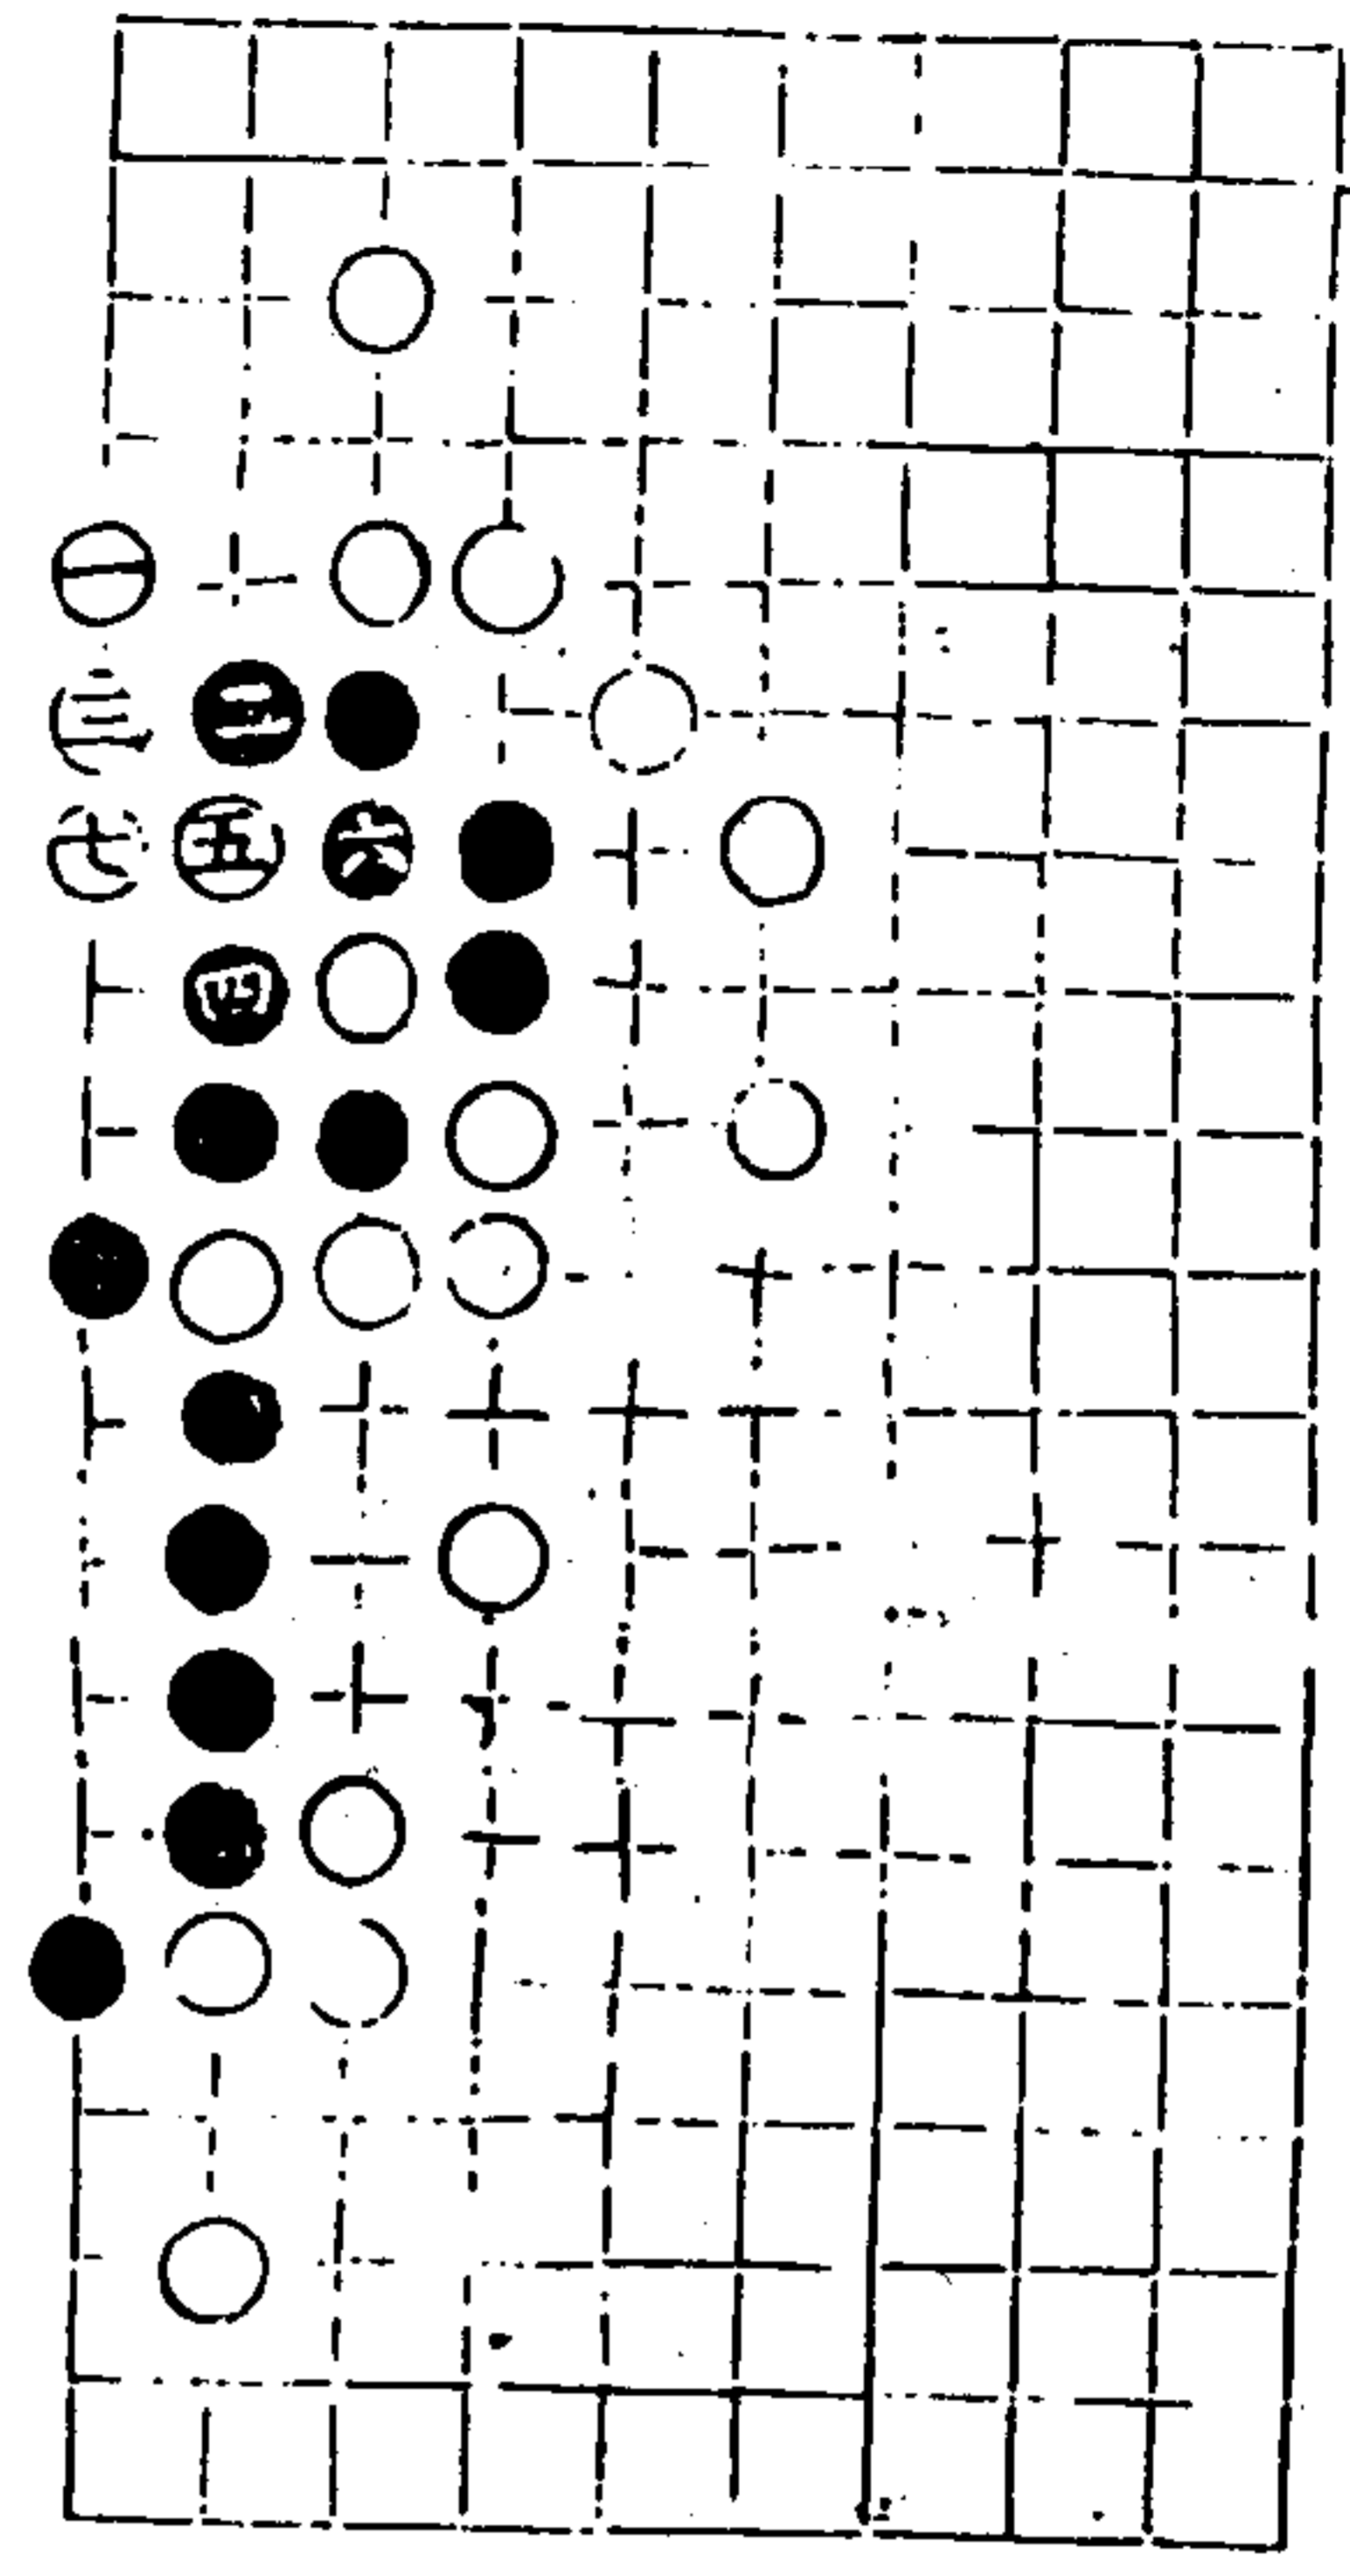 一
三 二
七 五 六
四